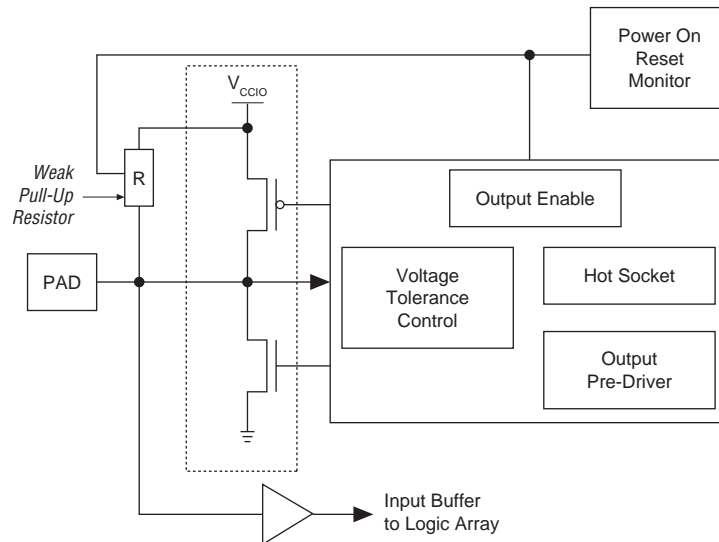 Power On
Reset
Monitor
V CCIO
R
Weak
Pull-Up
Resistor
Output Enable
PAD
Voltage
Tolerance
Control
Hot Socket
Output
Pre-Driver
Input Buffer
to Logic Array